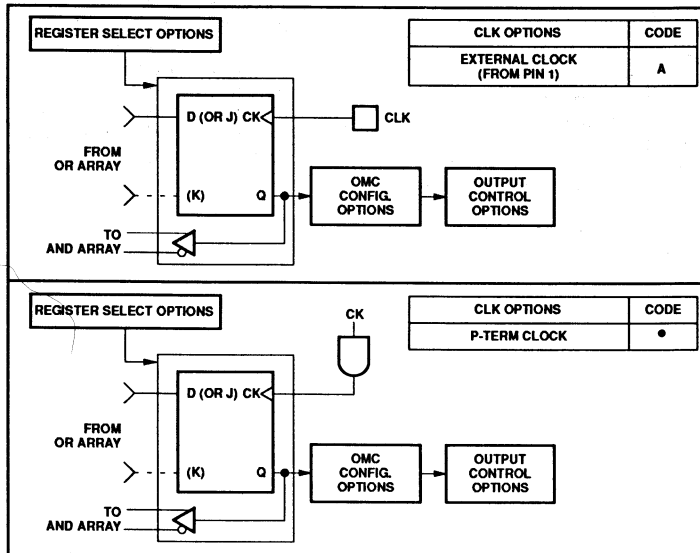 REGISTER SELECT OPTIONS
CLK OPTIONS CODE
EXTERNAL CLOCK
(FROM PIN 1) A
D (OR J) CK
CLK
FROM
OR ARRAY
(K) Q
OMC
CONFIG.
OPTIONS
OUTPUT
CONTROL
OPTIONS
TO
AND ARRAY
REGISTER SELECT OPTIONS
CK
CLK OPTIONS CODE
P-TERM CLOCK •
D (OR J) CK
FROM
OR ARRAY
(K) Q
OMC
CONFIG.
OPTIONS
OUTPUT
CONTROL
OPTIONS
TO
AND ARRAY